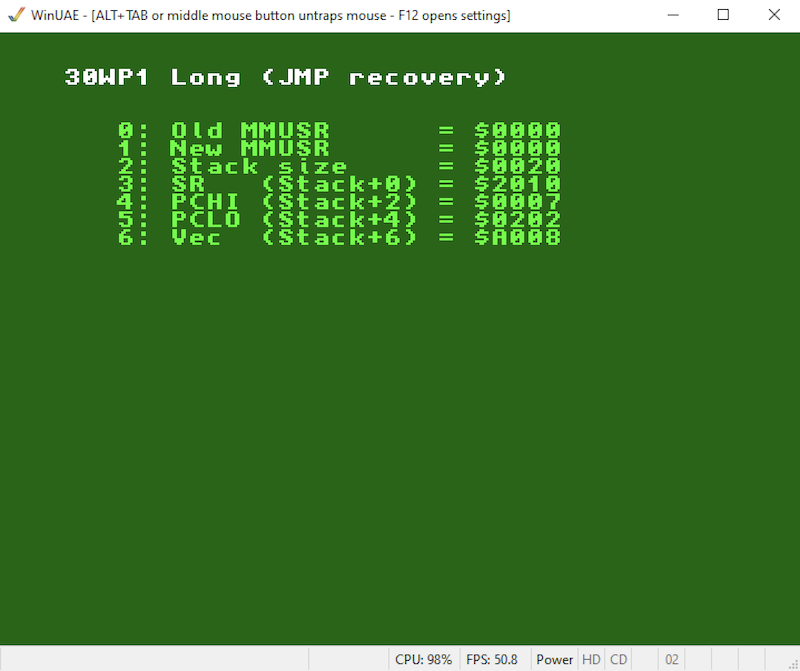 WinUAE - [ALT+TAB or middle mouse button untraps mouse - F12 opens settings]
30WP1 Long (JMP recovery)
0: Old MMUSR = $0000
1: New MMUSR = $0000
2: Stack size = $0020
3: SR (Stack+0) = $2010
4: PCHI (Stack+2) = $0007
5: PCLO (Stack+4) = $0202
6: Vec (Stack+6) = $A008
CPU: 98% FPS: 50.8 Power HD CD 02